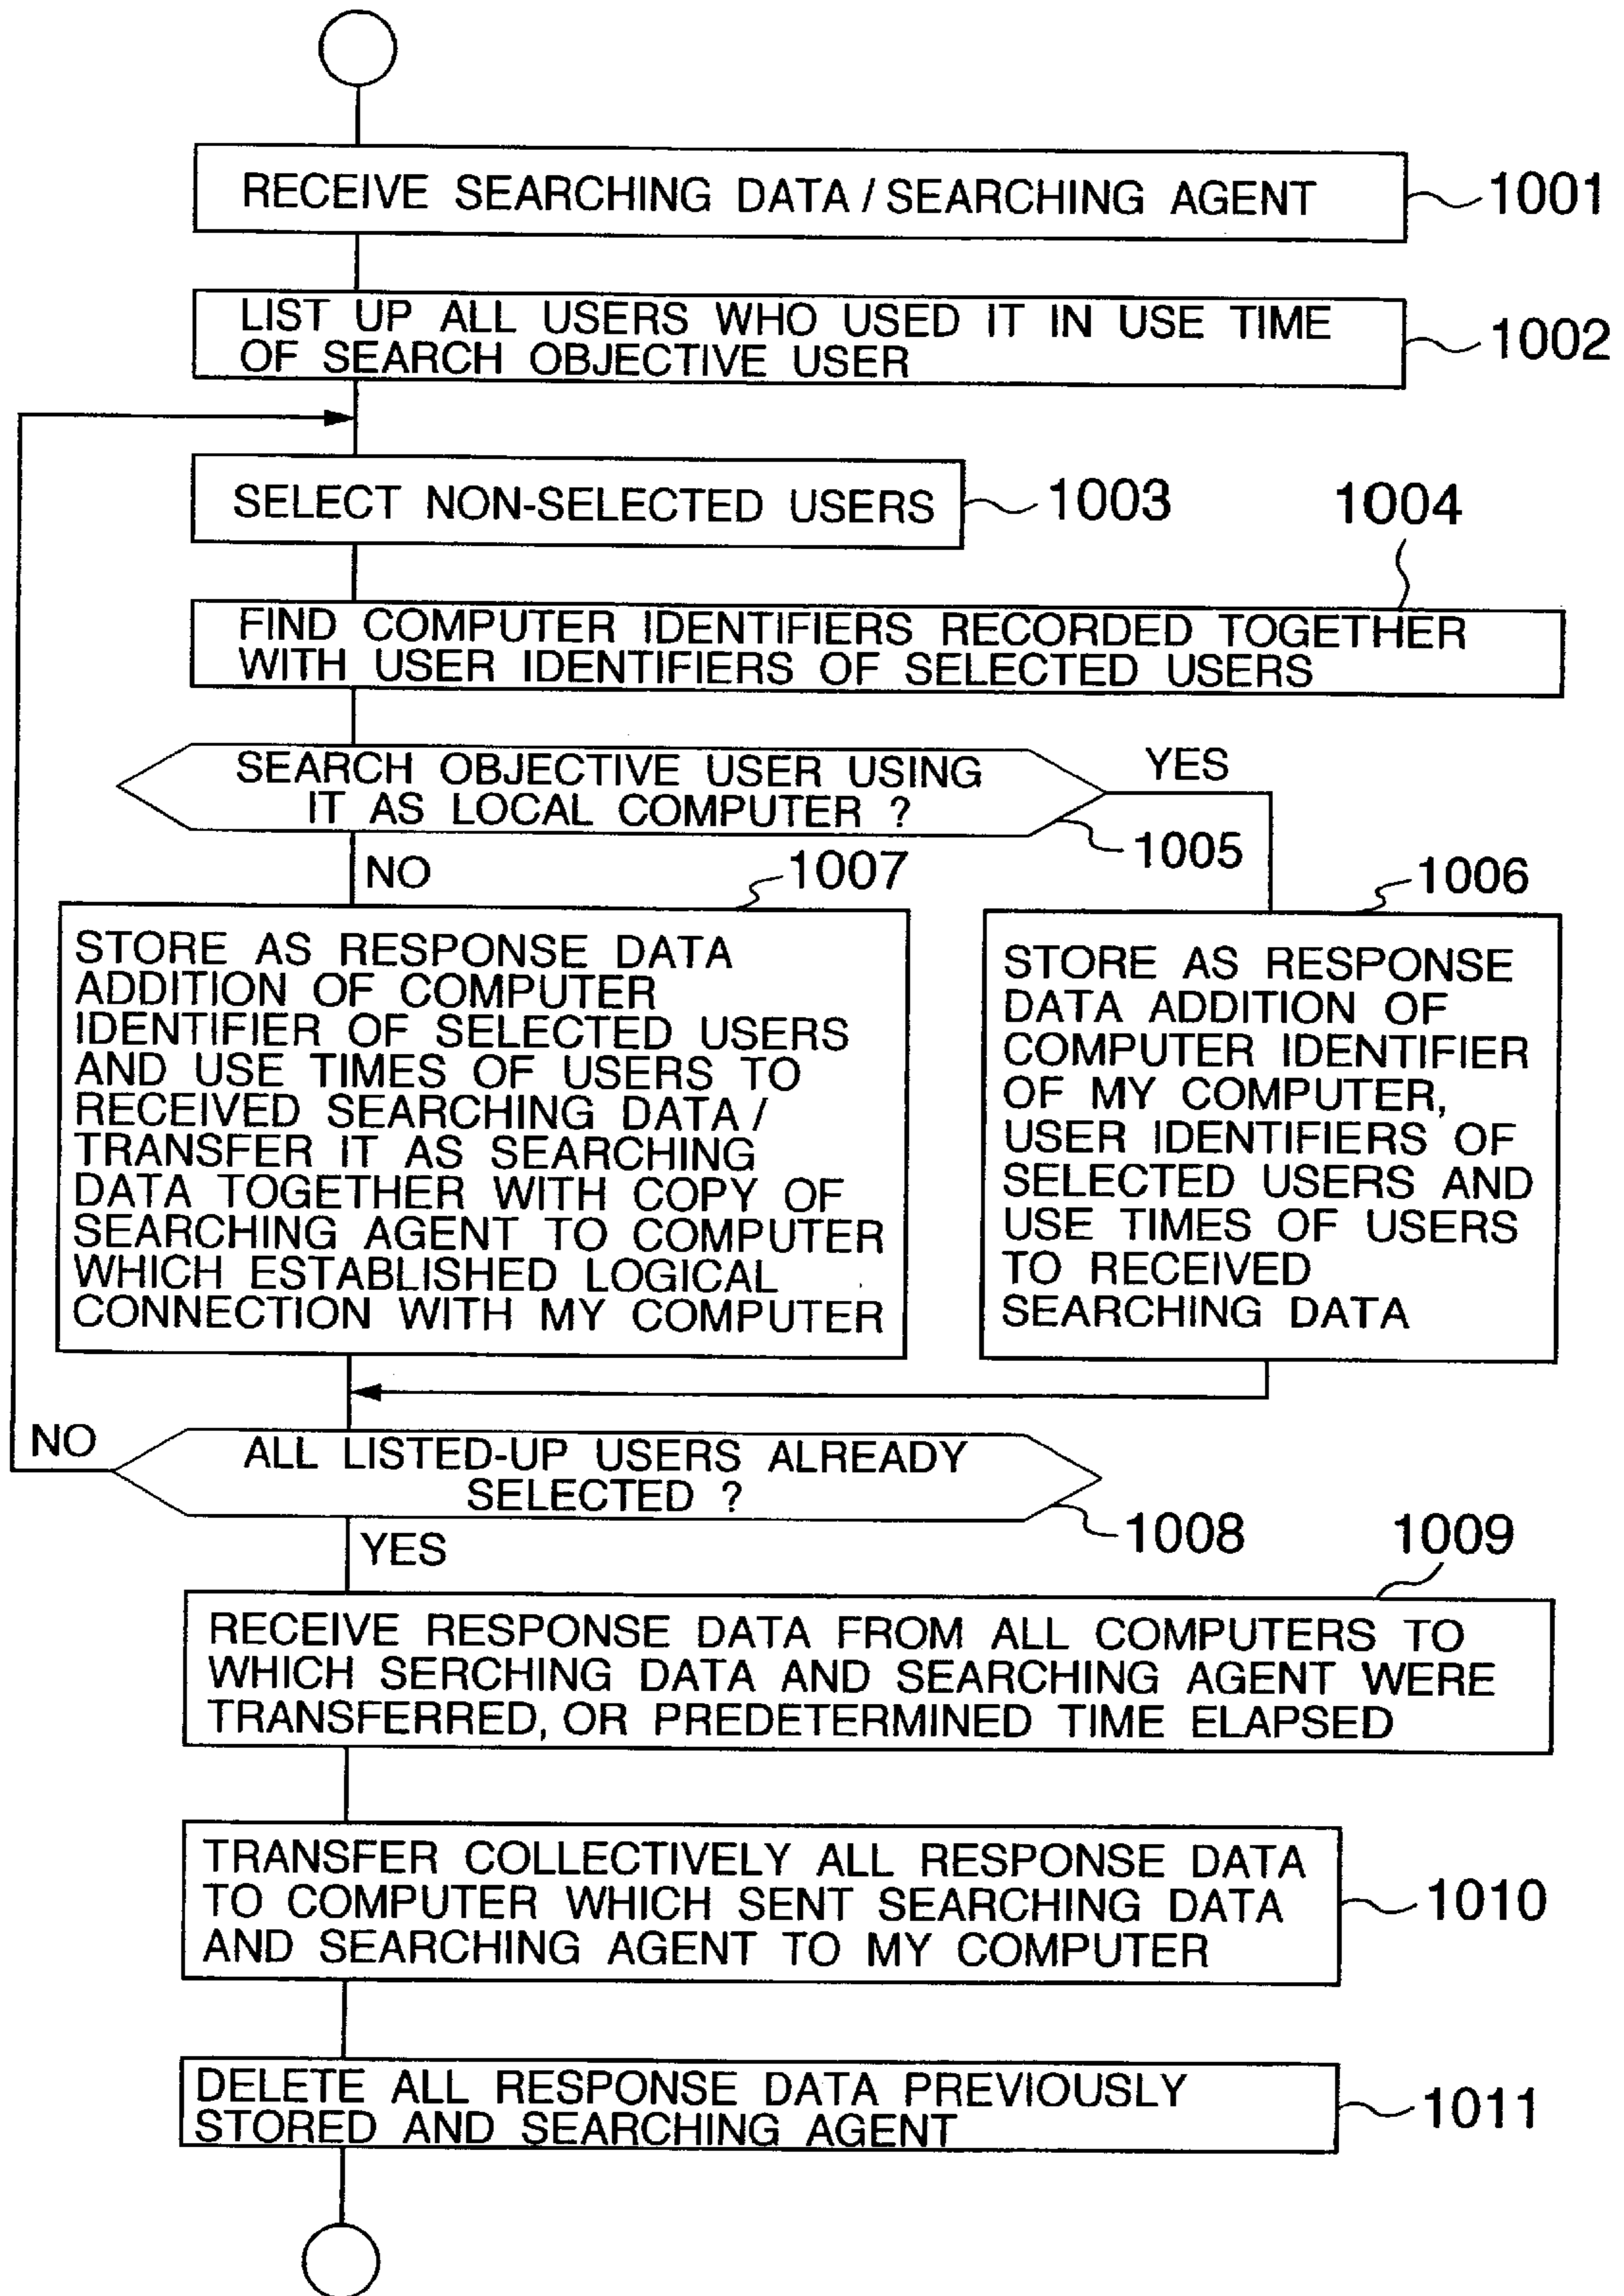 RECEIVE SEARCHING DATA / SEARCHING AGENT
1001
LIST UP ALL USERS WHO USED IT IN USE TIME
OF SEARCH OBJECTIVE USER
1002
SELECT NON-SELECTED USERS
1003
1004
FIND COMPUTER IDENTIFIERS RECORDED TOGETHER
WITH USER IDENTIFIERS OF SELECTED USERS
SEARCH OBJECTIVE USER USING
IT AS LOCAL COMPUTER ?
YES
1005
NO
1007
1006
STORE AS RESPONSE DATA
ADDITION OF COMPUTER
IDENTIFIER OF SELECTED USERS
AND USE TIMES OF USERS TO
RECEIVED SEARCHING DATA /
TRANSFER IT AS SEARCHING
DATA TOGETHER WITH COPY OF
SEARCHING AGENT TO COMPUTER
WHICH ESTABLISHED LOGICAL
CONNECTION WITH MY COMPUTER
STORE AS RESPONSE
DATA ADDITION OF
COMPUTER IDENTIFIER
OF MY COMPUTER,
USER IDENTIFIERS OF
SELECTED USERS AND
USE TIMES OF USERS
TO RECEIVED
SEARCHING DATA
NO
ALL LISTED-UP USERS ALREADY
SELECTED ?
1008
YES
1009
RECEIVE RESPONSE DATA FROM ALL COMPUTERS TO
WHICH SERCHING DATA AND SEARCHING AGENT WERE
TRANSFERRED, OR PREDETERMINED TIME ELAPSED
TRANSFER COLLECTIVELY ALL RESPONSE DATA
TO COMPUTER WHICH SENT SEARCHING DATA
AND SEARCHING AGENT TO MY COMPUTER
1010
DELETE ALL RESPONSE DATA PREVIOUSLY
STORED AND SEARCHING AGENT
1011